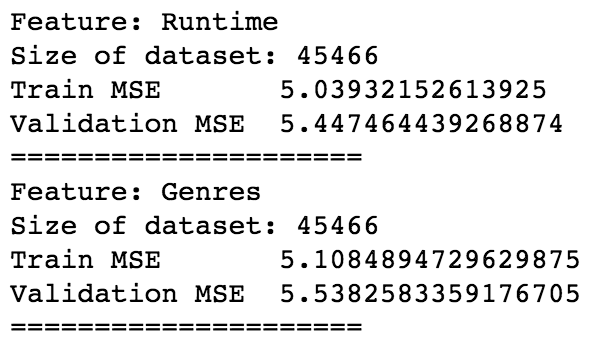 Feature: Runtime
Size of dataset: 45466
Train MSE 5.03932152613925
Validation MSE 5.447464439268874
=====================
Feature: Genres
Size of dataset: 45466
Train MSE 5.1084894729629875
Validation MSE 5.5382583359176705
=====================